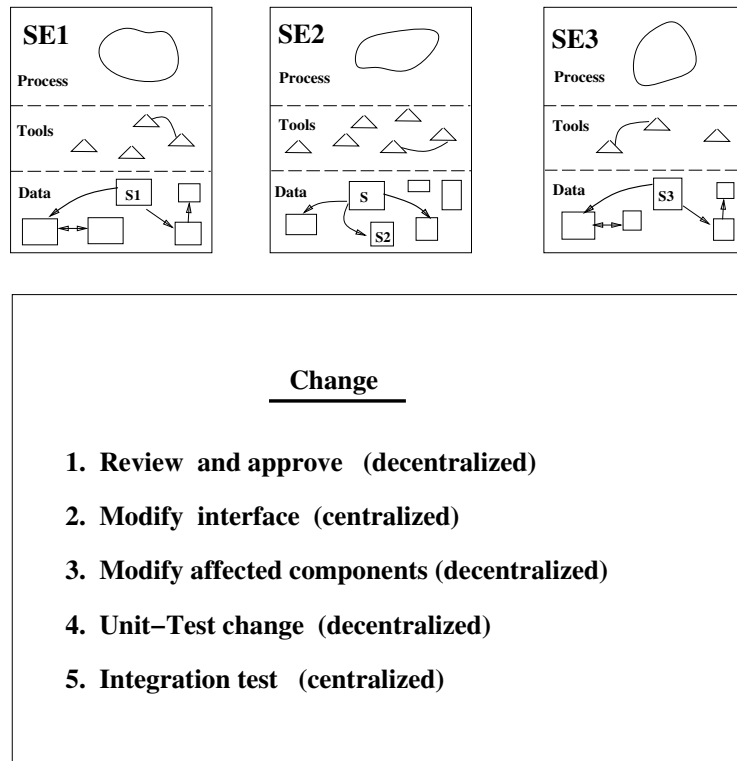 SE1
Process
Tools
Data
S1
SE2
Process
Tools
Data
S
S2
SE3
Process
Tools
Data
S3
Change
1. Review and approve (decentralized)
2. Modify interface (centralized)
3. Modify affected components (decentralized)
4. Unit−Test change (decentralized)
5. Integration test (centralized)